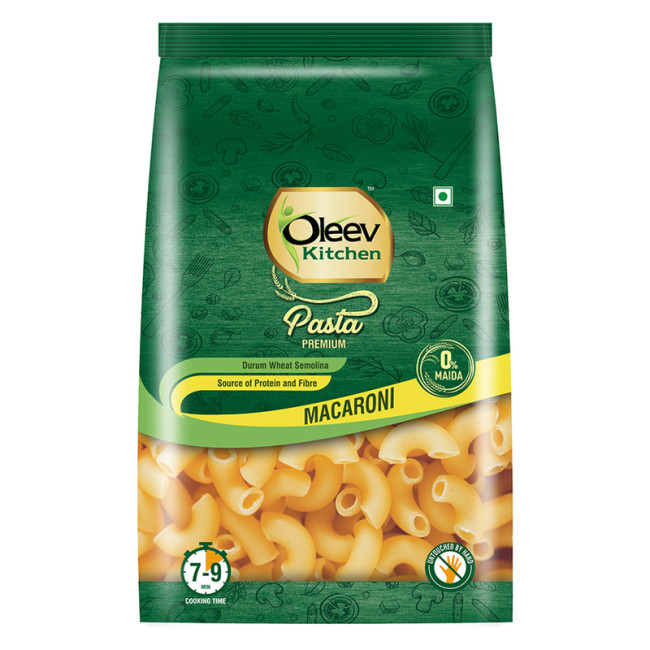 TM
Oleev
Kitchen
Pasta
PREMIUM
Durum Wheat Semolina
Source of Protein and Fibre
0%
MAIDA
MACARONI
7-9
MIN
COOKING TIME
UNTOUCHED BY HAND